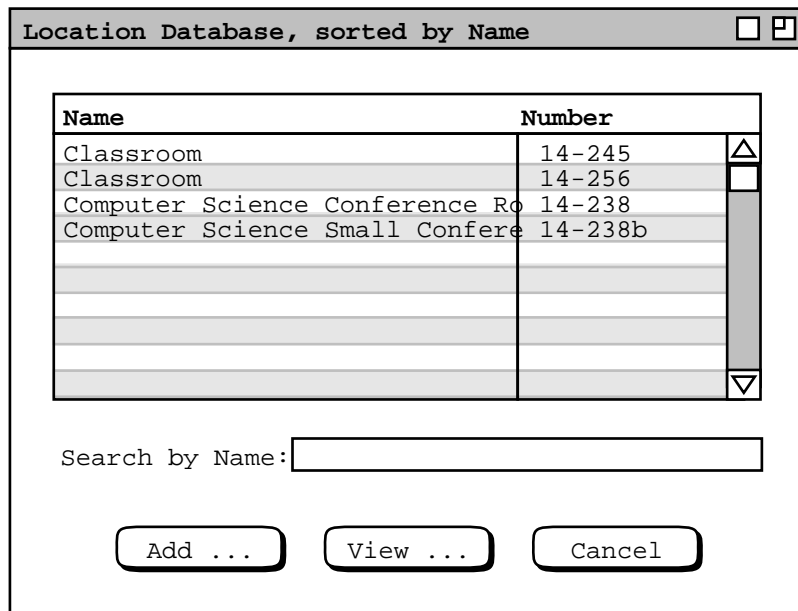 Location Database, sorted by Name
Name Number
Classroom 14-245
Classroom 14-256
Computer Science Conference Ro 14-238
Computer Science Small Confere 14-238b
Search by Name:
Add ... View ... Cancel